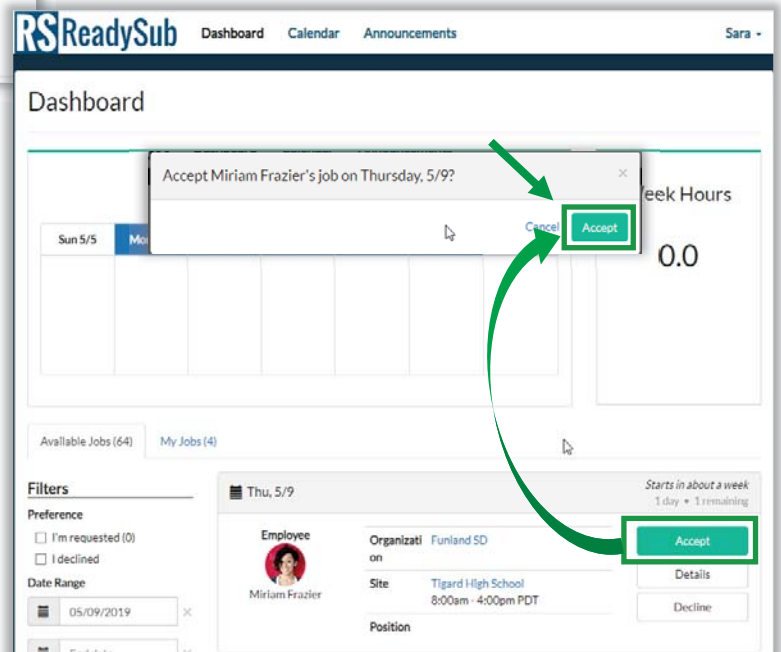 RS ReadySub Dashboard Calendar Announcements Sara
Dashboard
Accept Miriam Frazier's job on Thursday, 5/9? ×
Cancel Accept
eek Hours
Sun 5/5 Mo
0.0
Available Jobs (64) My Jobs (4)
Filters
Preference
I'm requested (0)
I declined
Date Range
05/09/2019 ×
Thu, 5/9
Starts in about a week
1 day • 1 remaining
Employee
Miriam Frazier
Organizati
on
Funland SD
Site
Tigard High School
8:00am - 4:00pm PDT
Position
Accept
Details
Decline